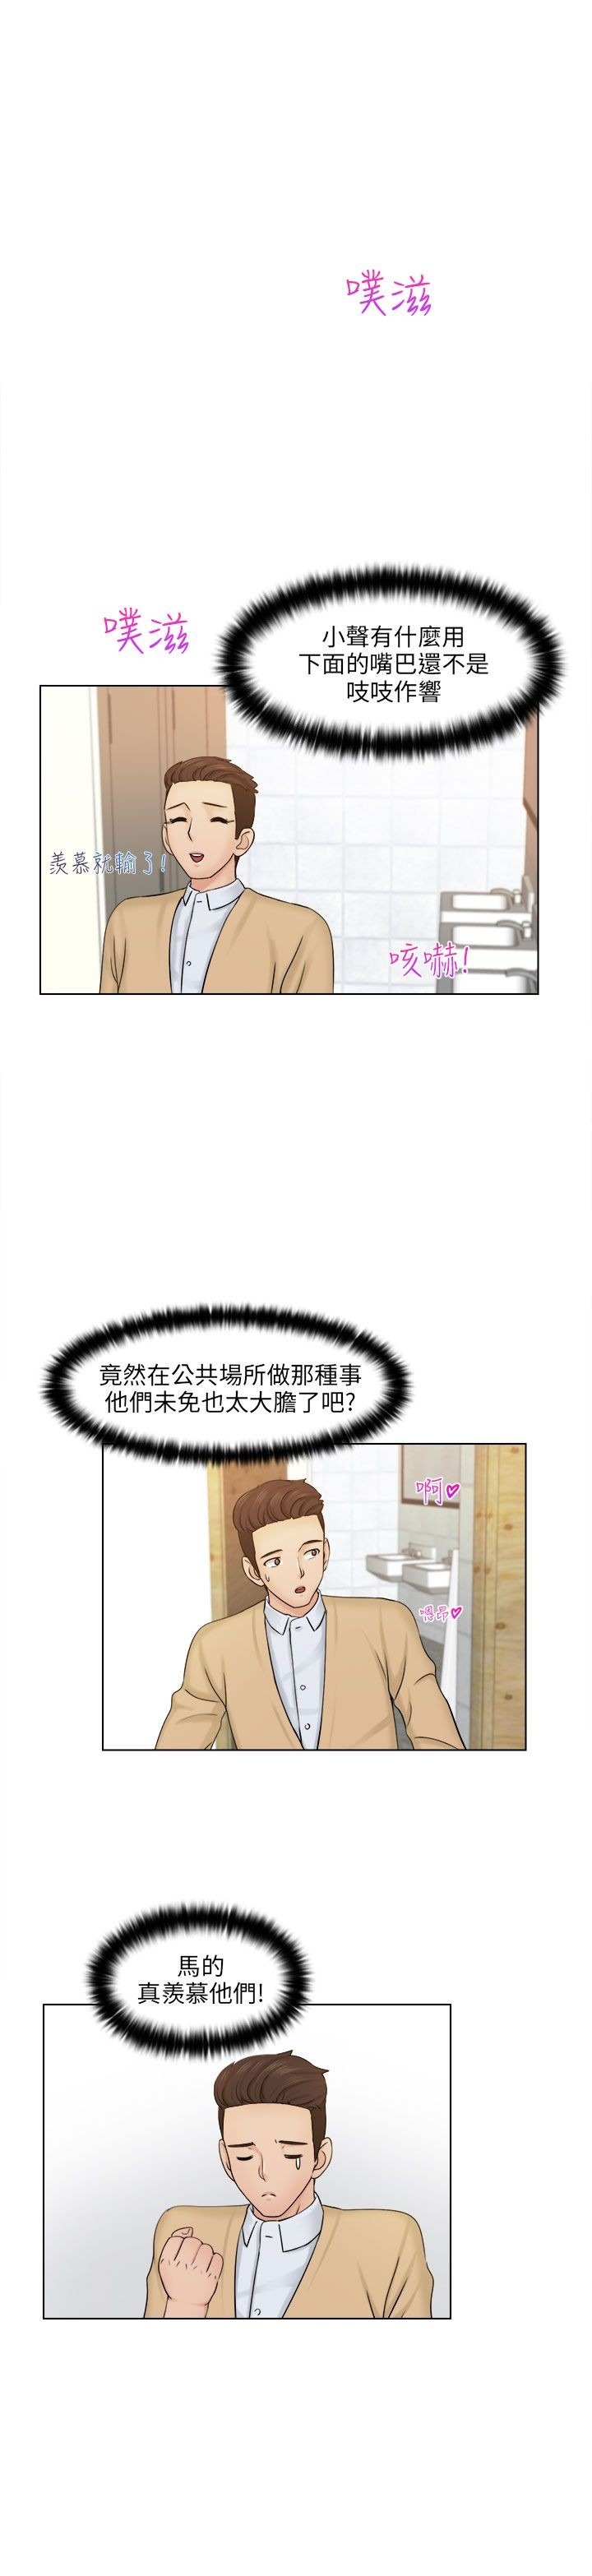 噗滋
噗滋
小聲有什麼用
下面的嘴巴還不是
吱吱作響
羨慕就輸了!
咳嚇!
竟然在公共場所做那種事
他們未免也太大膽了吧?
啊♥
嗯昂♥
馬的
真羨慕他們!